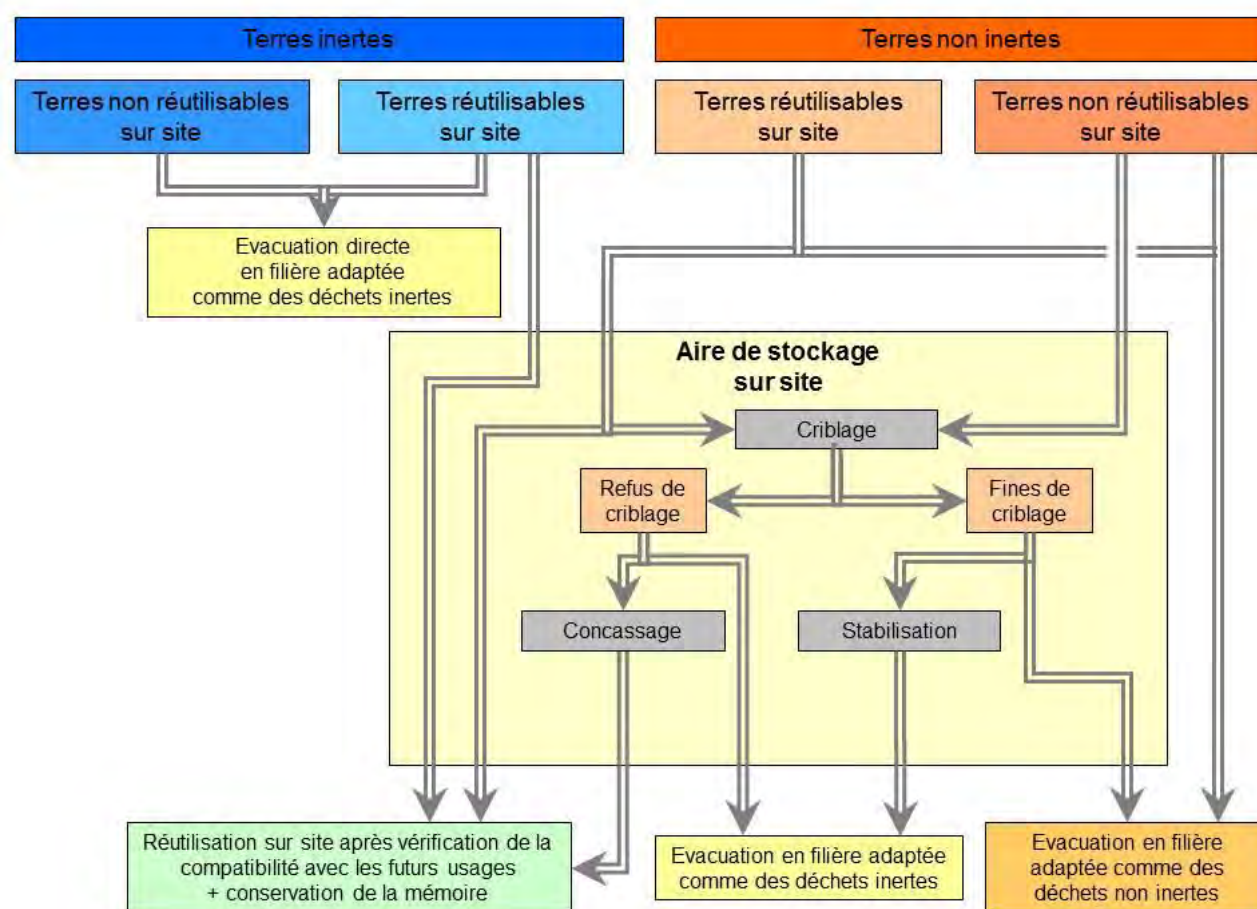 Terres inertes
Terres non inertes
Terres non réutilisables
sur site
Terres réutilisables
sur site
Terres réutilisables
sur site
Terres non réutilisables
sur site
Evacuation directe
en filière adaptée
comme des déchets inertes
Aire de stockage
sur site
Criblage
Refus de
criblage
Fines de
criblage
Concassage
Stabilisation
Réutilisation sur site après vérification de la
compatibilité avec les futurs usages
+ conservation de la mémoire
Evacuation en filière adaptée
comme des déchets inertes
Evacuation en filière
adaptée comme des
déchets non inertes